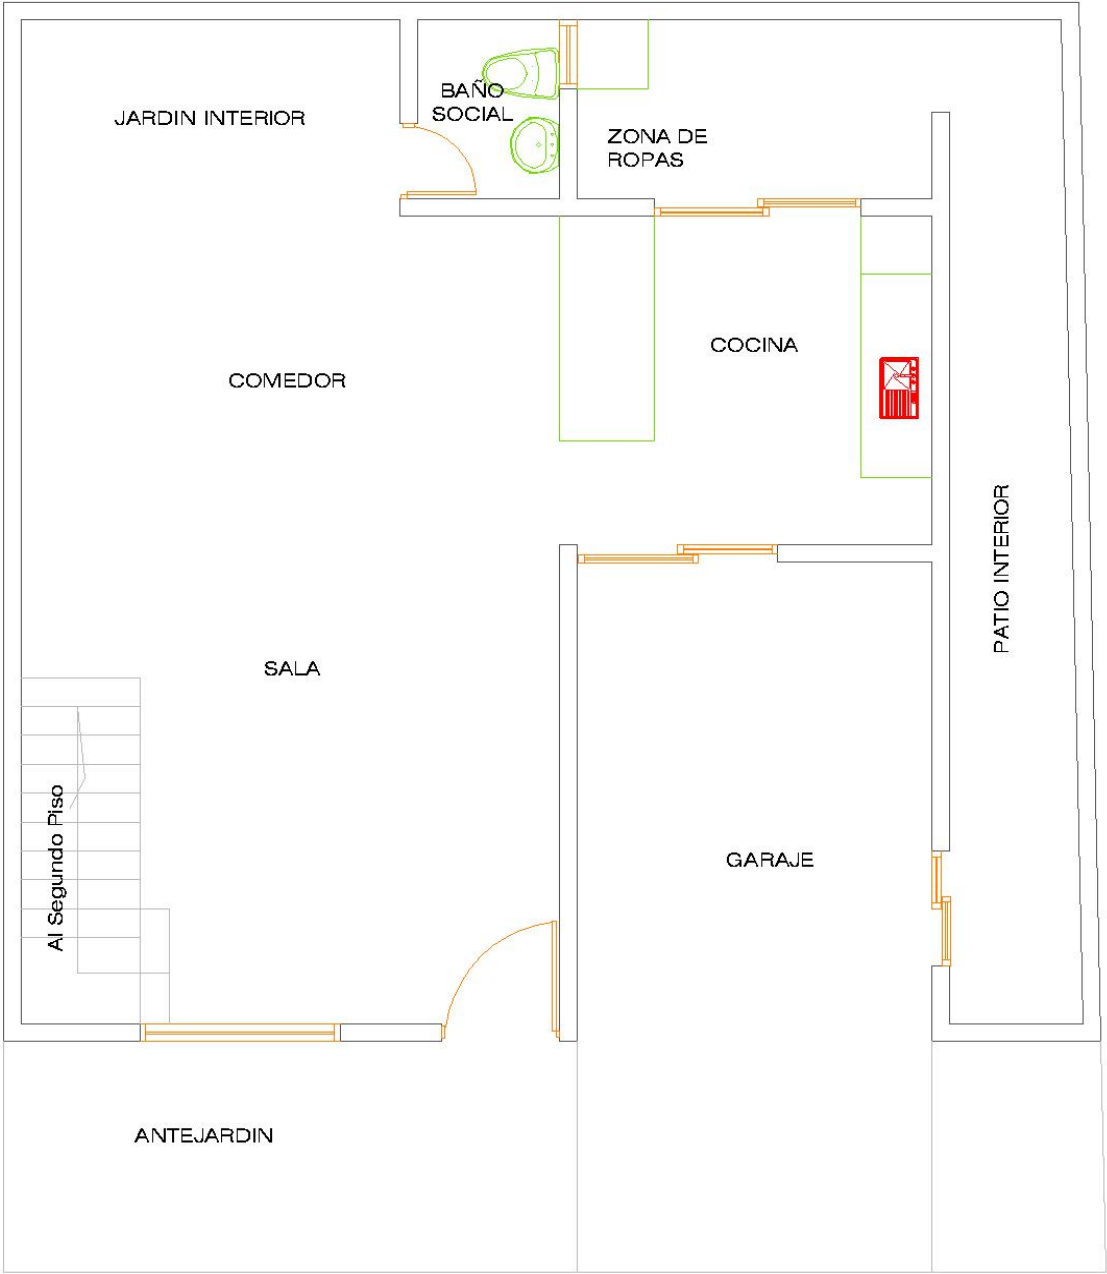 BAÑO
SOCIAL
JARDIN INTERIOR
ZONA DE
ROPAS
COCINA
COMEDOR
PATIO INTERIOR
SALA
Al Segundo Piso
GARAJE
ANTEJARDIN